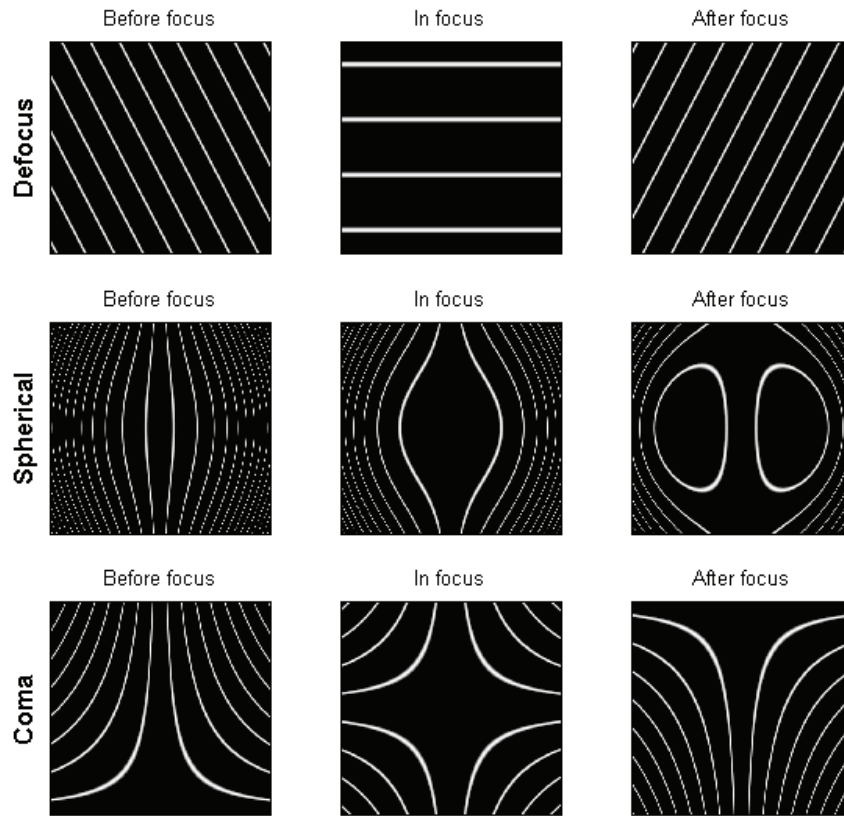 Before focus
In focus
After focus
Defocus
Before focus
In focus
After focus
Spherical
Before focus
In focus
After focus
Coma